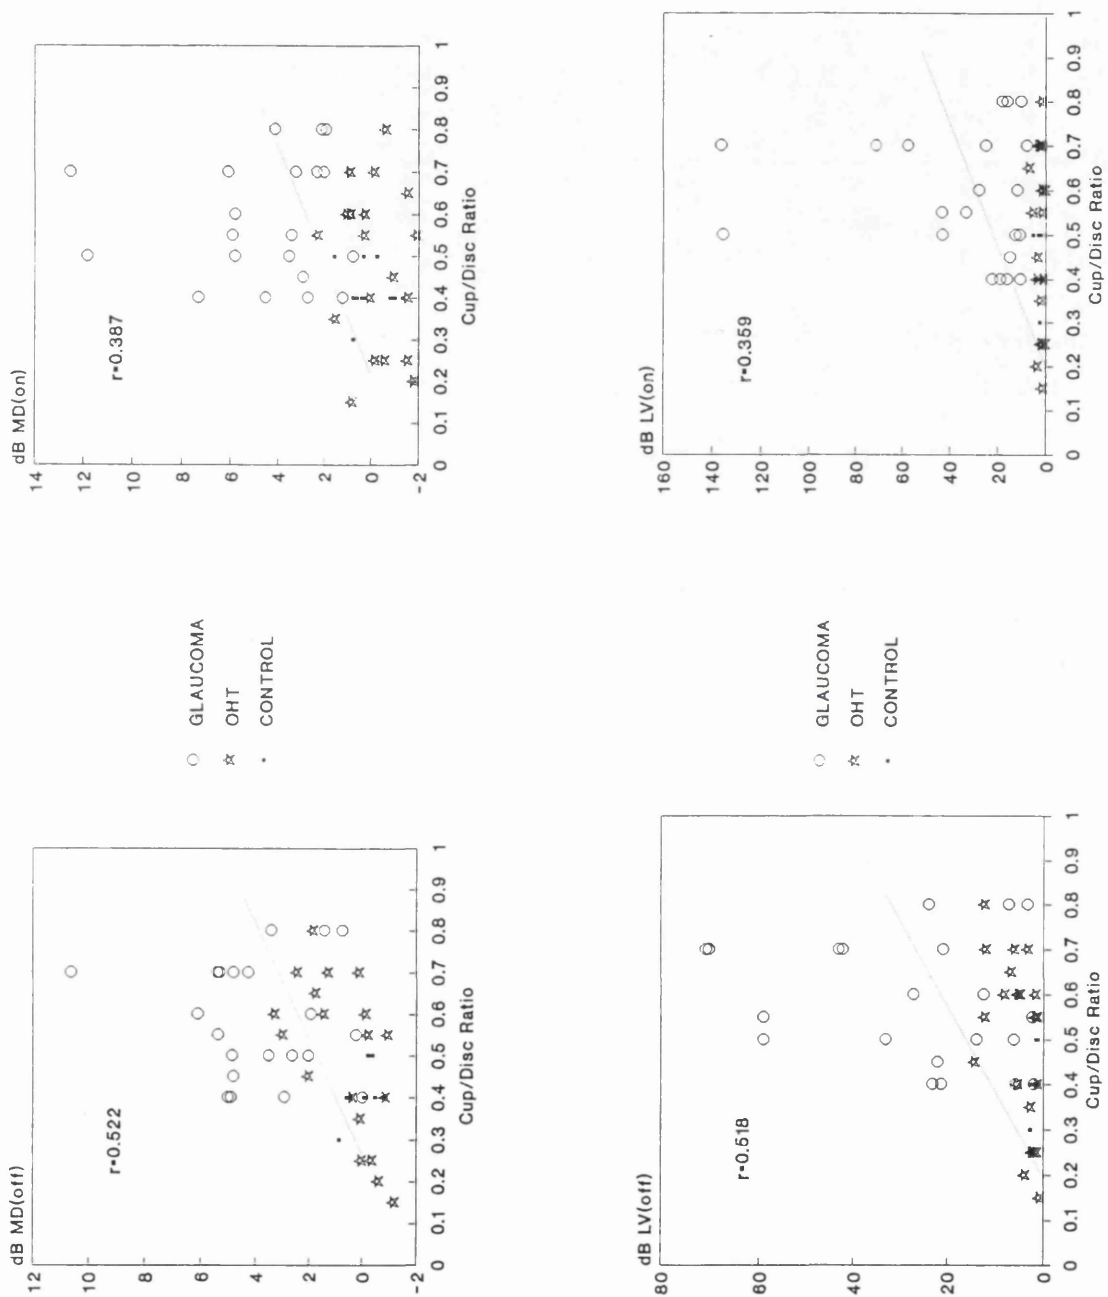 dB MD(off)
12
10
8
6
4
2
0
-2
r=0.522
0 0.1 0.2 0.3 0.4 0.5 0.6 0.7 0.8 0.9 1
Cup/Disc Ratio
GLAUCOMA
OHT
CONTROL
dB MD(on)
14
12
10
8
6
4
2
0
-2
r=0.387
0 0.1 0.2 0.3 0.4 0.5 0.6 0.7 0.8 0.9 1
Cup/Disc Ratio
dB LV(off)
80
60
40
20
0
r=0.518
0 0.1 0.2 0.3 0.4 0.5 0.6 0.7 0.8 0.9 1
Cup/Disc Ratio
GLAUCOMA
OHT
CONTROL
dB LV(on)
160
140
120
100
80
60
40
20
0
r=0.359
0 0.1 0.2 0.3 0.4 0.5 0.6 0.7 0.8 0.9 1
Cup/Disc Ratio